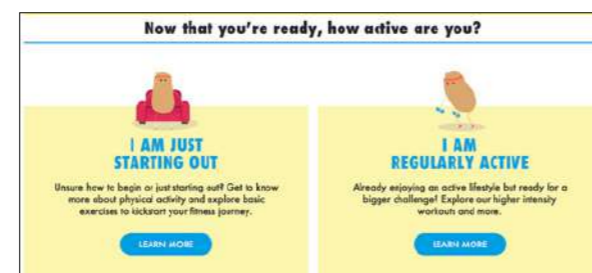 Now that you're ready, how active are you?
I AM JUST
STARTING OUT
Unsure how to begin or just starting out? Get to know
more about physical activity and explore basic
exercises to kickstart your fitness journey.
LEARN MORE
I AM
REGULARLY ACTIVE
Already enjoying an active lifestyle but ready for a
bigger challenge? Explore our higher intensity
workouts and more.
LEARN MORE